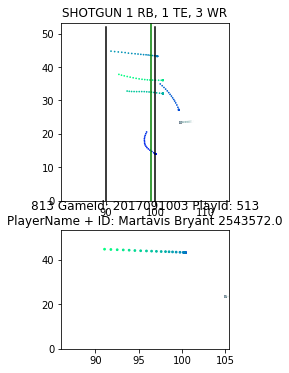 SHOTGUN 1 RB, 1 TE, 3 WR
50
40
30
20
10
0
90 100 110
813 GameId: 2017091003 PlayId: 513
PlayerName + ID: Martavis Bryant 2543572.0
40
20
0
90 95 100 105